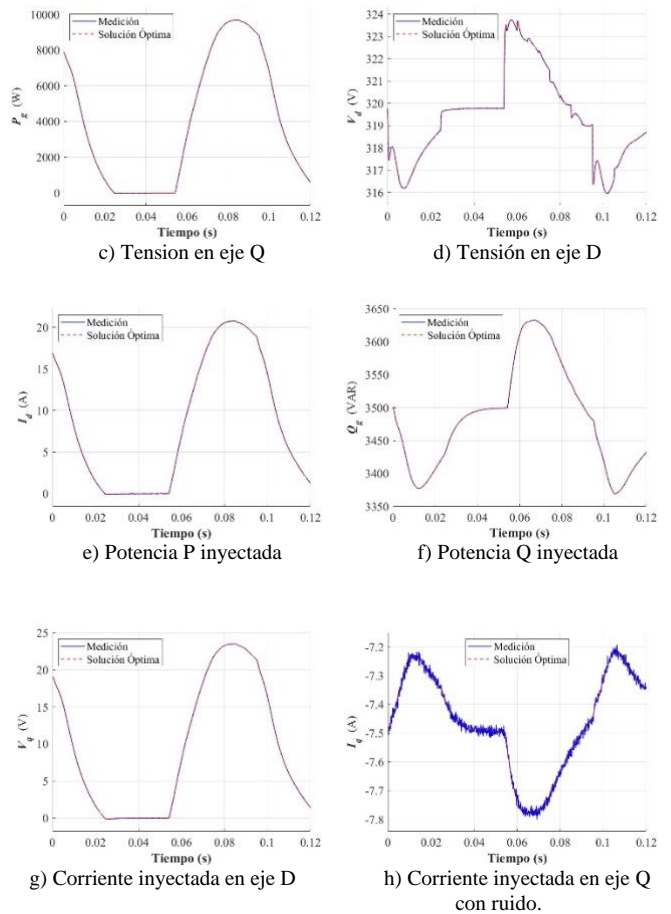 Medición
Solución Óptima
10000
8000
6000
4000
2000
0
P_g (W)
0
0.02
0.04
0.06
0.08
0.1
0.12
Tiempo (s)
c) Tension en eje Q
Medición
Solución Óptima
324
323
322
321
320
319
318
317
316
V_d (V)
0
0.02
0.04
0.06
0.08
0.1
0.12
Tiempo (s)
d) Tensión en eje D
Medición
Solución Óptima
20
15
10
5
0
I_d (A)
0
0.02
0.04
0.06
0.08
0.1
0.12
Tiempo (s)
e) Potencia P inyectada
Medición
Solución Óptima
3650
3600
3550
3500
3450
3400
3350
Q_g (VAR)
0
0.02
0.04
0.06
0.08
0.1
0.12
Tiempo (s)
f) Potencia Q inyectada
Medición
Solución Óptima
25
20
15
10
5
0
V_q (V)
0
0.02
0.04
0.06
0.08
0.1
0.12
Tiempo (s)
g) Corriente inyectada en eje D
Medición
Solución Óptima
-7.2
-7.3
-7.4
-7.5
-7.6
-7.7
-7.8
I_q (A)
0
0.02
0.04
0.06
0.08
0.1
0.12
Tiempo (s)
h) Corriente inyectada en eje Q
con ruido.